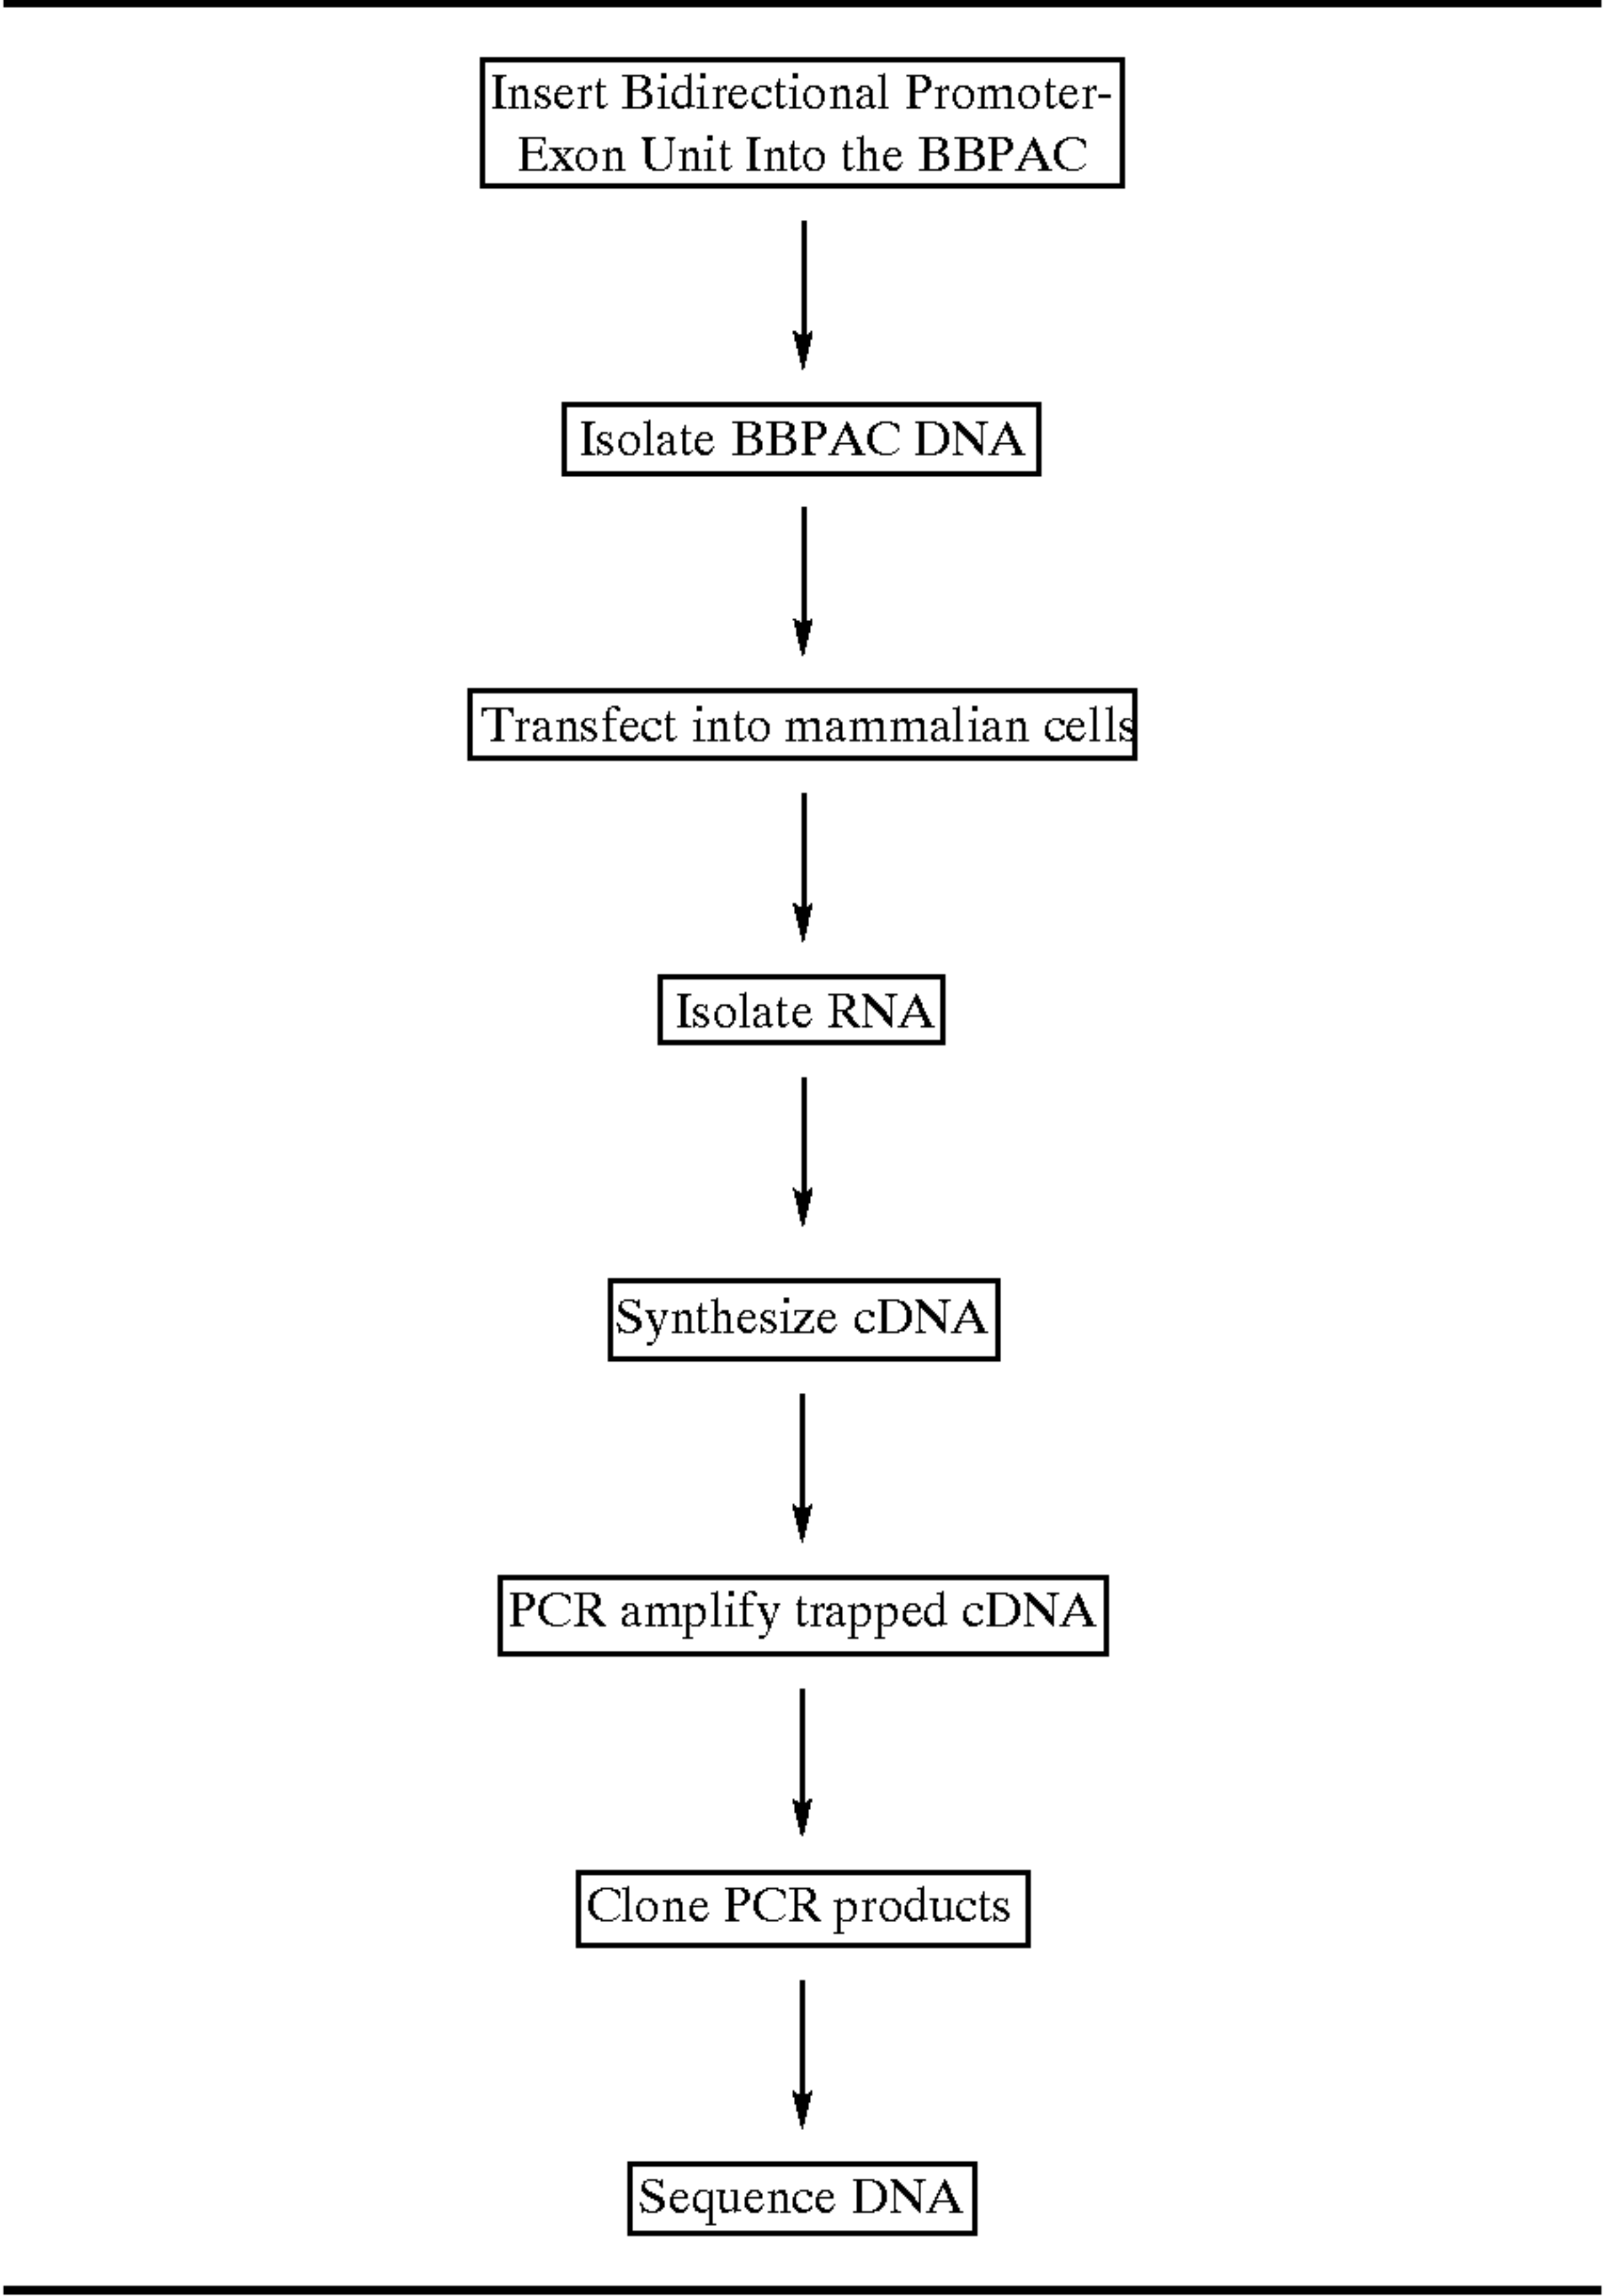 Insert Bidirectional Promoter-
Exon Unit Into the BBPAC
Isolate BBPAC DNA
Transfect into mammalian cells
Isolate RNA
Synthesize cDNA
PCR amplify trapped cDNA
Clone PCR products
Sequence DNA